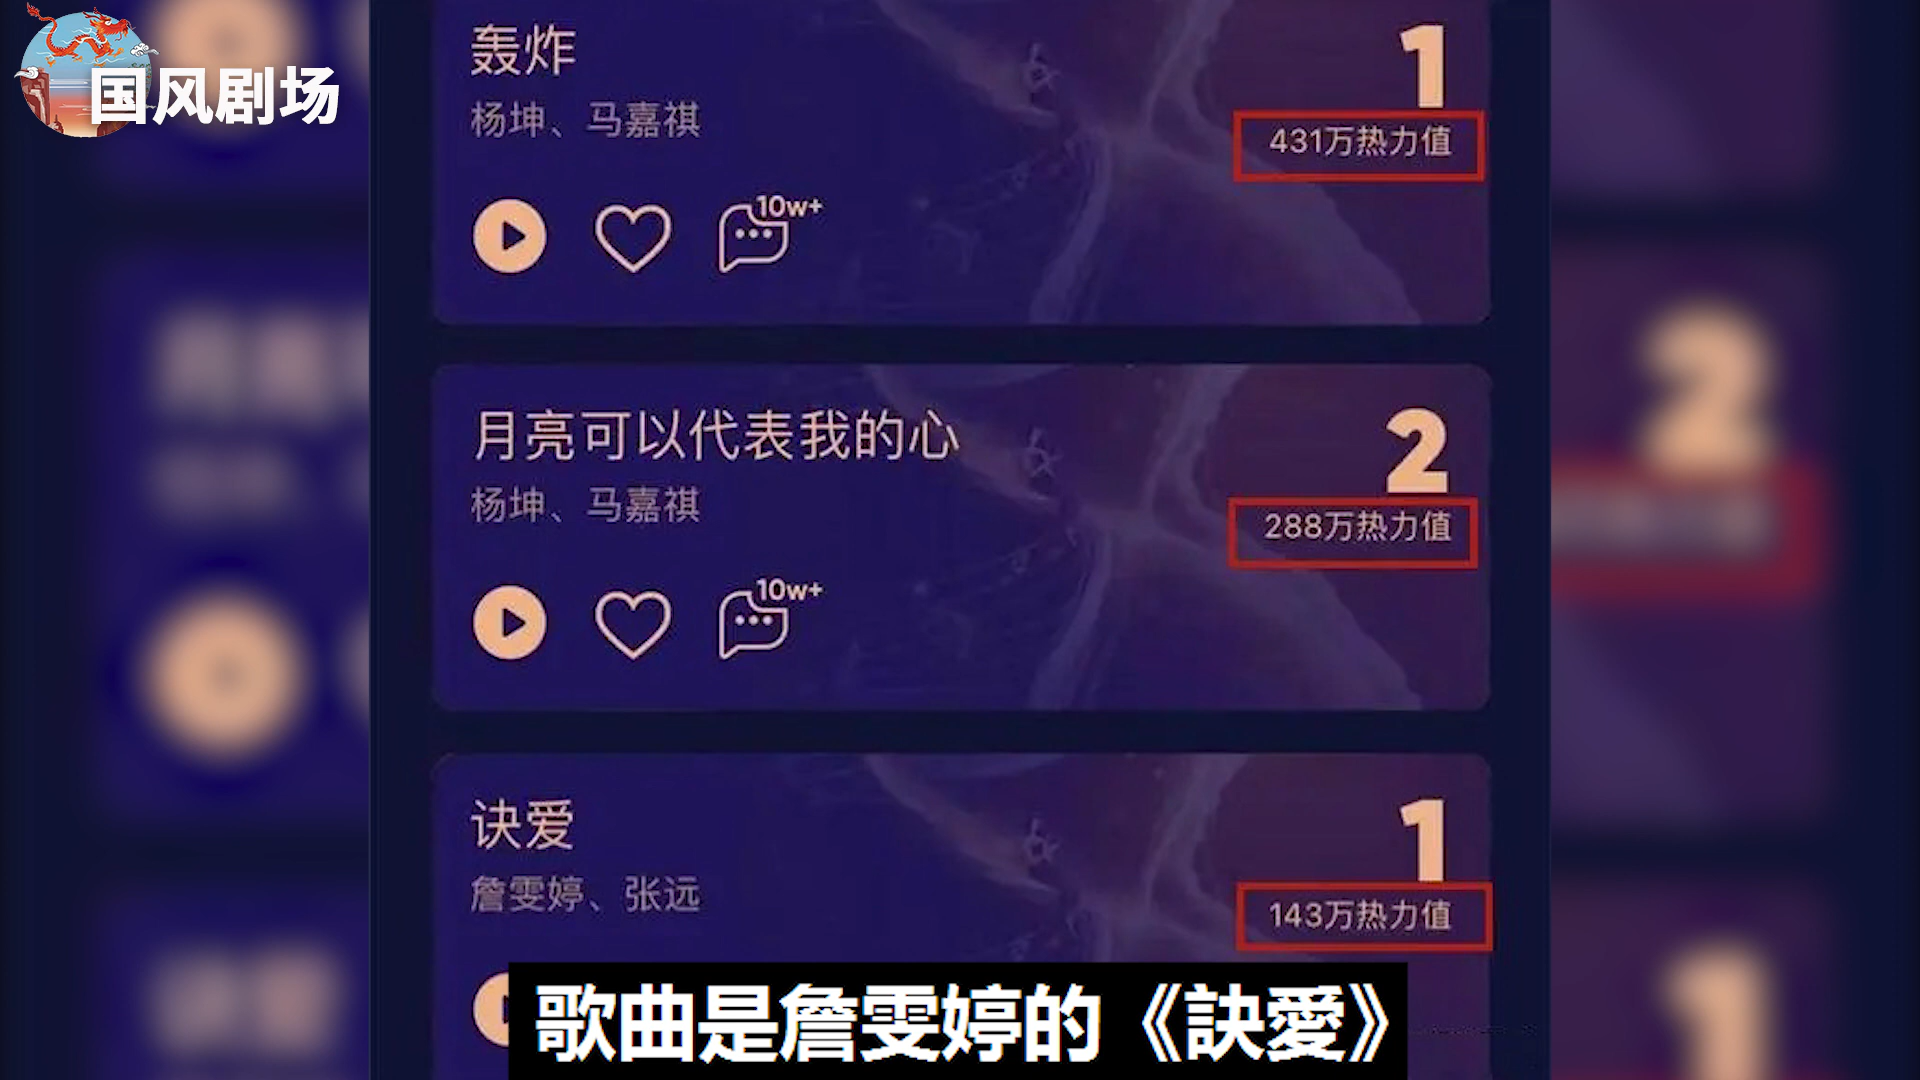 国风剧场
轰炸
1
杨坤、马嘉祺
431万热力值
10w+
月亮可以代表我的心
2
杨坤、马嘉祺
288万热力值
10w+
诀爱
1
詹雯婷、张远
143万热力值
歌曲是詹雯婷的《訣愛》